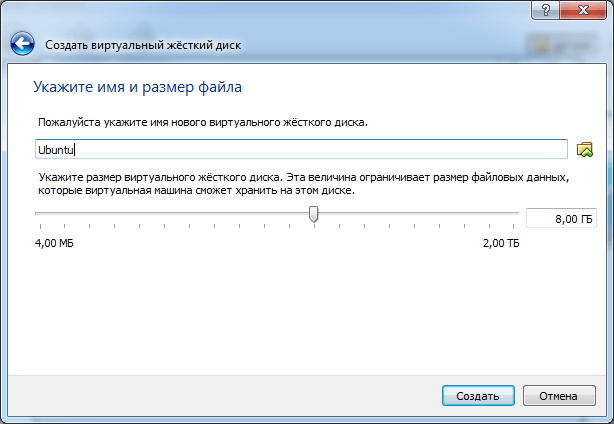 ?
Создать виртуальный жёсткий диск
Укажите имя и размер файла
Пожалуйста укажите имя нового виртуального жёсткого диска.
Ubuntu
Укажите размер виртуального жёсткого диска. Эта величина ограничивает размер файловых данных,
которые виртуальная машина сможет хранить на этом диске.
8,00 ГБ
4,00 МБ 2,00 ТБ
Создать Отмена